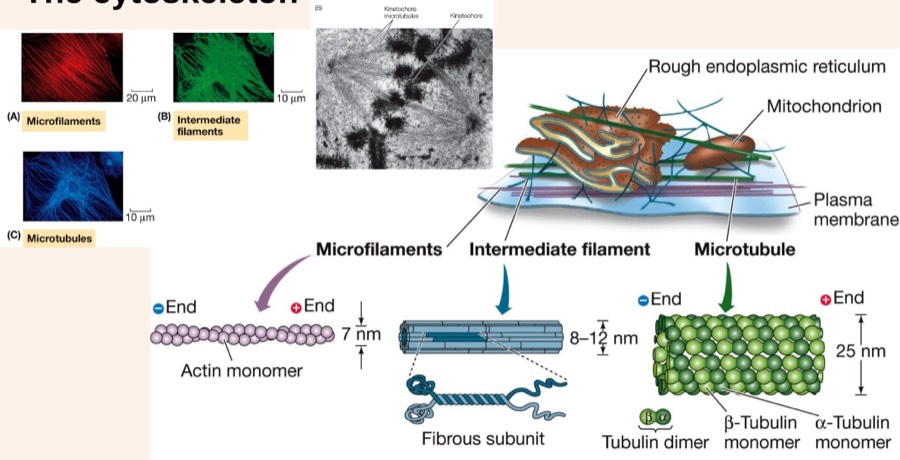 The cytoskeleton
(B)
Kinetochore
microtubules
Kinetochore
20 µm
10 µm
(A) Microfilaments
(B) Intermediate
filaments
10 µm
(C) Microtubules
Rough endoplasmic reticulum
Mitochondrion
Plasma
membrane
Microfilaments
Intermediate filament
Microtubule
− End
+ End
7 nm
Actin monomer
8–12 nm
Fibrous subunit
− End
+ End
25 nm
β α
Tubulin dimer
β-Tubulin
monomer
α-Tubulin
monomer